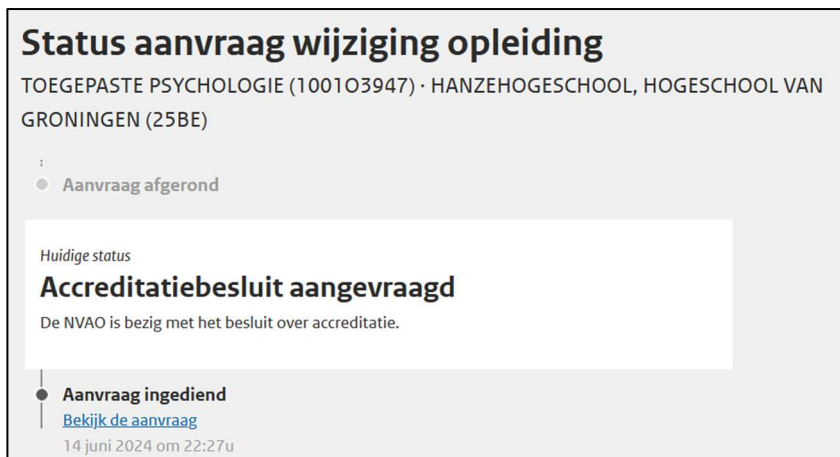 Status aanvraag wijziging opleiding
TOEGEPASTE PSYCHOLOGIE (1001O3947) · HANZEHOGESCHOOL, HOGESCHOOL VAN
GRONINGEN (25BE)
Aanvraag afgerond
Huidige status
Accreditatiebesluit aangevraagd
De NVAO is bezig met het besluit over accreditatie.
Aanvraag ingediend
Bekijk de aanvraag
14 juni 2024 om 22:27u